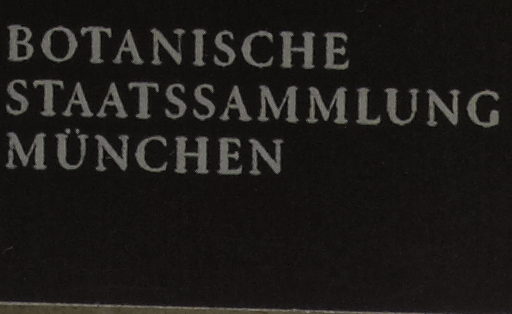 BOTANISCHE
STAATSSAMMLUNG
MÜNCHEN